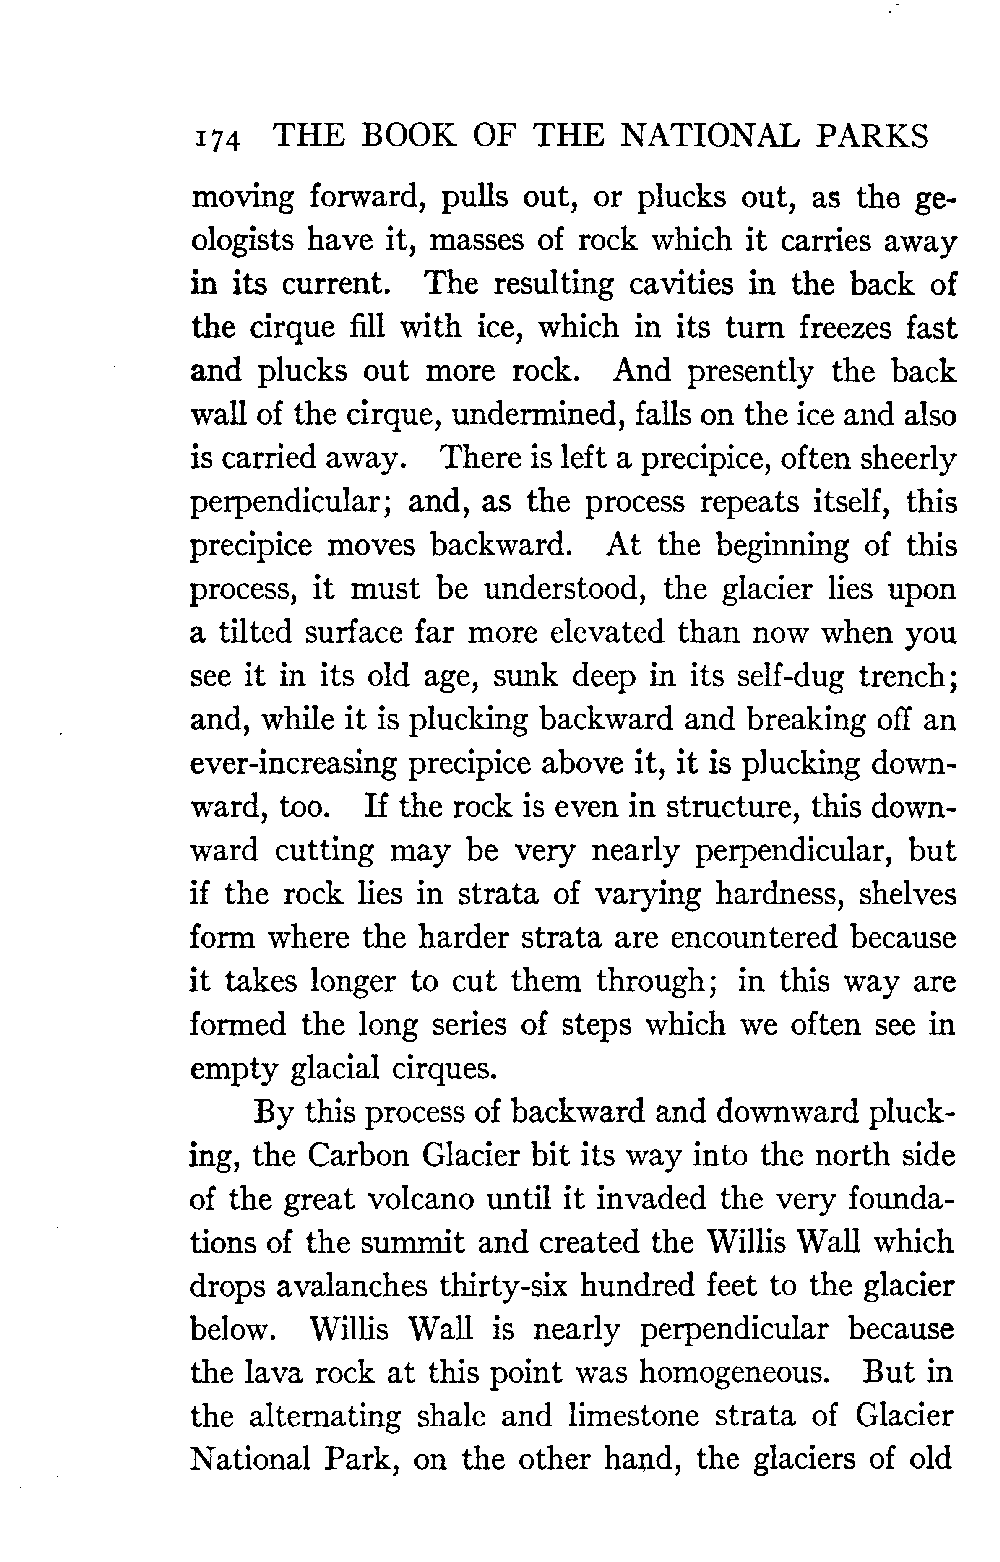 174 THE BOOK OF THE NATIONAL PARKS
moving forward, pulls out, or plucks out, as the ge-
ologists have it, masses of rock which it carries away
in its current. The resulting cavities in the back of
the cirque fill with ice, which in its turn freezes fast
and plucks out more rock. And presently the back
wall of the cirque, undermined, falls on the ice and also
is carried away. There is left a precipice, often sheerly
perpendicular; and, as the process repeats itself, this
precipice moves backward. At the beginning of this
process, it must be understood, the glacier lies upon
a tilted surface far more elevated than now when you
see it in its old age, sunk deep in its self-dug trench;
and, while it is plucking backward and breaking off an
ever-increasing precipice above it, it is plucking down-
ward, too. If the rock is even in structure, this down-
ward cutting may be very nearly perpendicular, but
if the rock lies in strata of varying hardness, shelves
form where the harder strata are encountered because
it takes longer to cut them through; in this way are
formed the long series of steps which we often see in
empty glacial cirques.
By this process of backward and downward pluck-
ing, the Carbon Glacier bit its way into the north side
of the great volcano until it invaded the very founda-
tions of the summit and created the Willis Wall which
drops avalanches thirty-six hundred feet to the glacier
below. Willis Wall is nearly perpendicular because
the lava rock at this point was homogeneous. But in
the alternating shale and limestone strata of Glacier
National Park, on the other hand, the glaciers of old